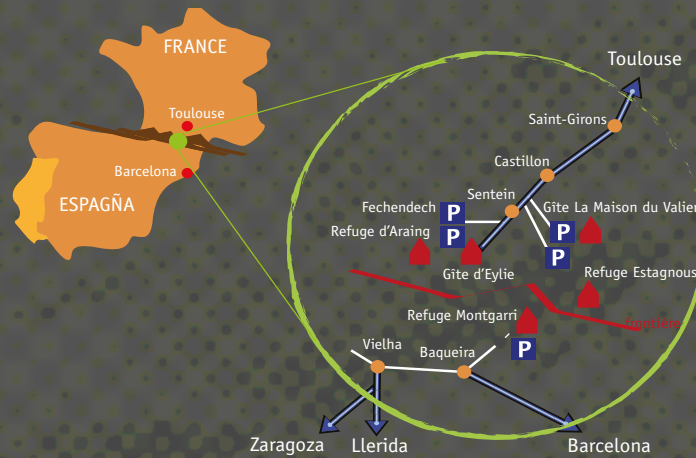 FRANCE
Toulouse
Barcelona
ESPAGÑA
Toulouse
Saint-Girons
Castillon
Sentein
Fechendech P
P
Gîte La Maison du Valier
P
P
Refuge d'Araing
Gîte d'Eylie
Refuge Estagnous
frontière
Refuge Montgarri
P
Vielha
Baqueira
Zaragoza
Llerida
Barcelona